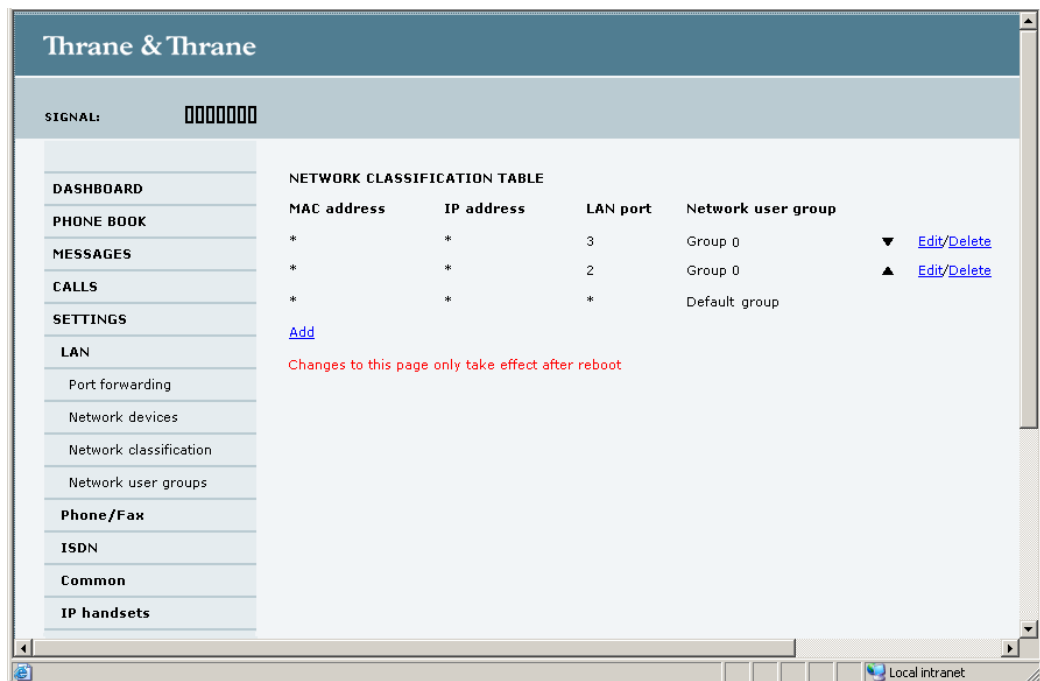 Thrane & Thrane
SIGNAL:
DASHBOARD
PHONE BOOK
MESSAGES
CALLS
SETTINGS
LAN
Port forwarding
Network devices
Network classification
Network user groups
Phone/Fax
ISDN
Common
IP handsets
NETWORK CLASSIFICATION TABLE
MAC address IP address LAN port Network user group
* * 3 Group 0 ▼ Edit/Delete
* * 2 Group 0 ▲ Edit/Delete
* * * Default group
Add
Changes to this page only take effect after reboot
Local intranet